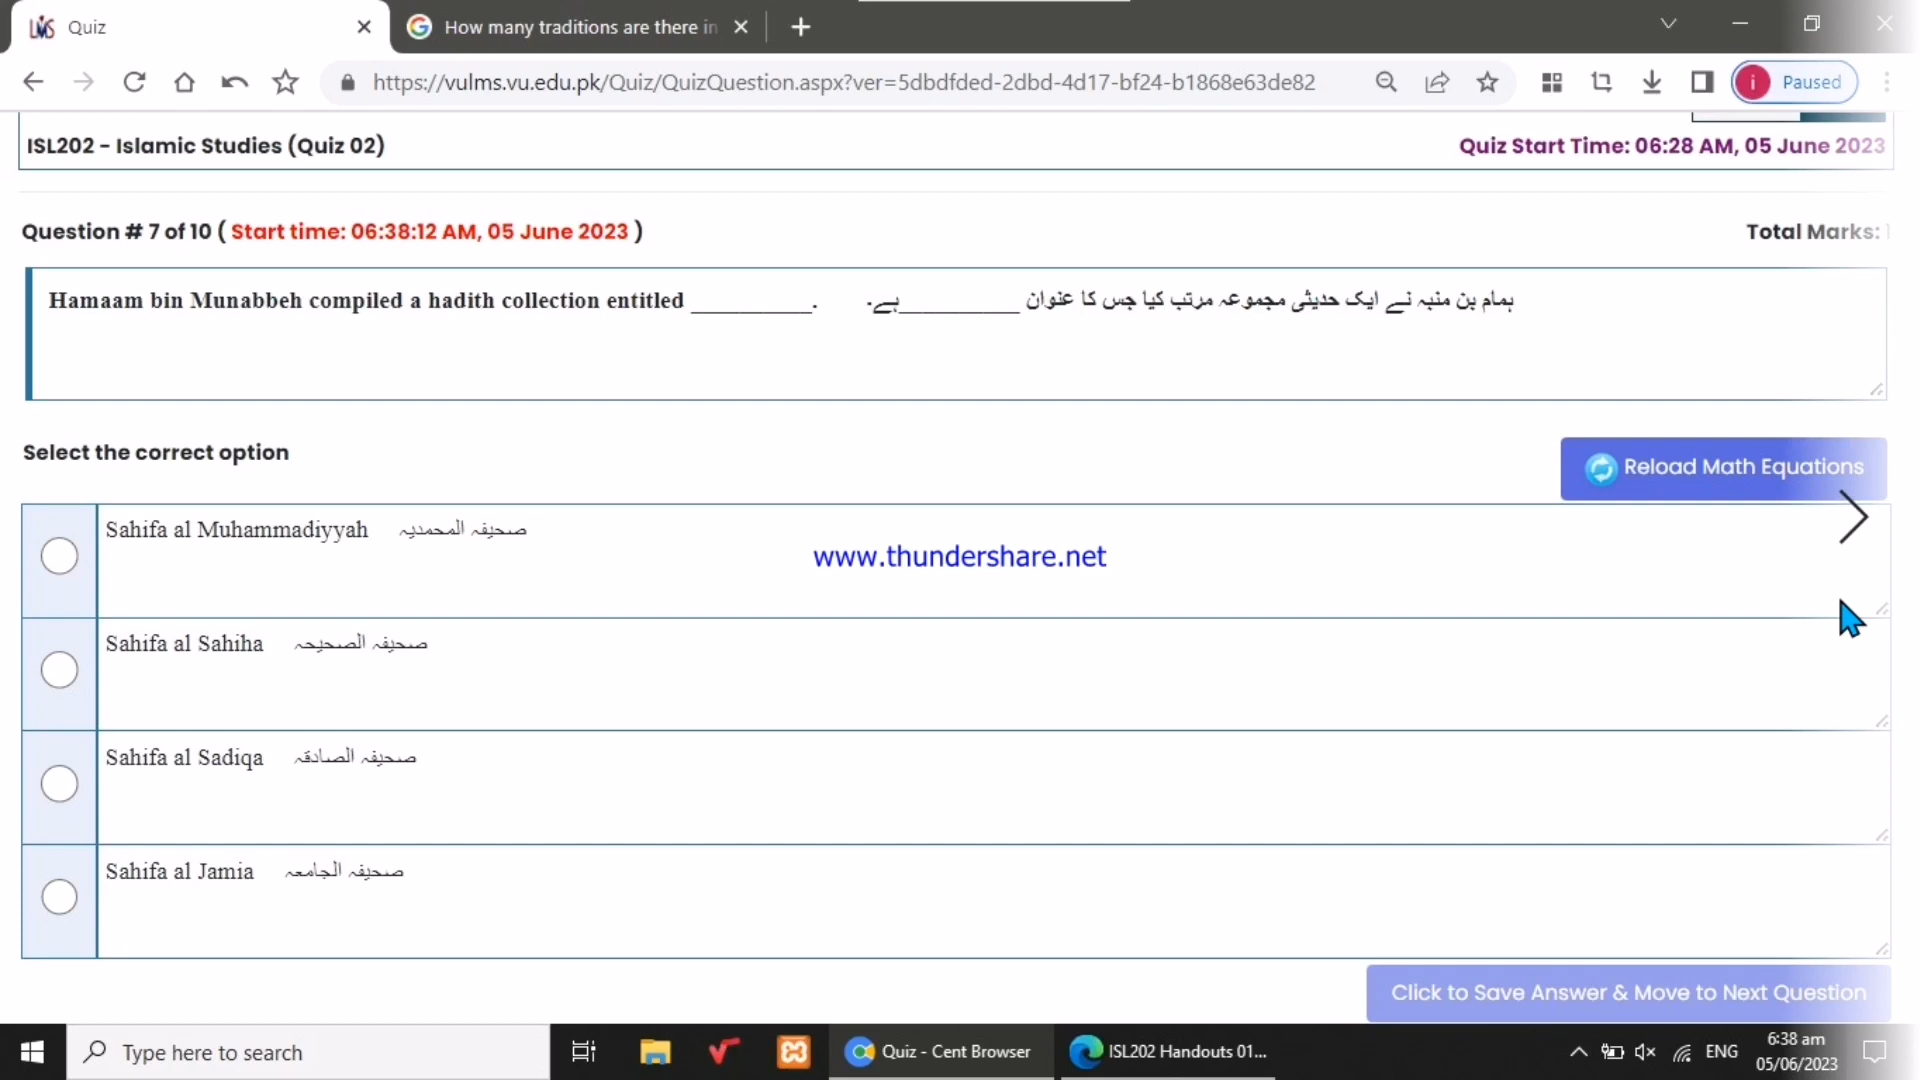 Quiz
How many traditions are there in
https://vulms.vu.edu.pk/Quiz/QuizQuestion.aspx?ver=5dbdfded-2dbd-4d17-bf24-b1868e63de82
i Paused
ISL202 - Islamic Studies (Quiz 02)
Quiz Start Time: 06:28 AM, 05 June 2023
Question # 7 of 10 ( Start time: 06:38:12 AM, 05 June 2023 )
Total Marks: 1
Hamaam bin Munabbeh compiled a hadith collection entitled __________.
ہمام بن منبہ نے ایک حدیثی مجموعہ مرتب کیا جس کا عنوان __________ہے۔
Select the correct option
Reload Math Equations
Sahifa al Muhammadiyyah صحیفہ المحمدیہ
www.thundershare.net
Sahifa al Sahiha صحیفہ الصحیحہ
Sahifa al Sadiqa صحیفہ الصادقہ
Sahifa al Jamia صحیفہ الجامعہ
Click to Save Answer & Move to Next Question
Type here to search
Quiz - Cent Browser
ISL202 Handouts 01...
ENG
6:38 am
05/06/2023